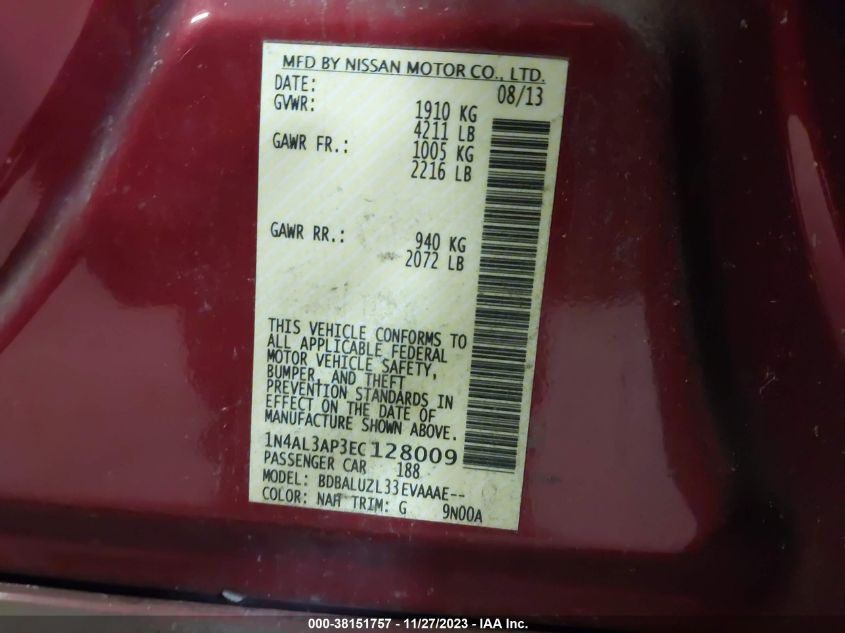 MFD BY NISSAN MOTOR CO., LTD.
DATE: 08/13
GVWR: 1910 KG
4211 LB
GAWR FR.: 1005 KG
2216 LB
GAWR RR.: 940 KG
2072 LB
THIS VEHICLE CONFORMS TO
ALL APPLICABLE FEDERAL
MOTOR VEHICLE SAFETY,
BUMPER, AND THEFT
PREVENTION STANDARDS IN
EFFECT ON THE DATE OF
MANUFACTURE SHOWN ABOVE.
1N4AL3AP3EC128009
PASSENGER CAR 188
MODEL: BDBALUZL33EVAAAE--
COLOR: NAH TRIM: G 9N00A
000-38151757 - 11/27/2023 - IAA Inc.